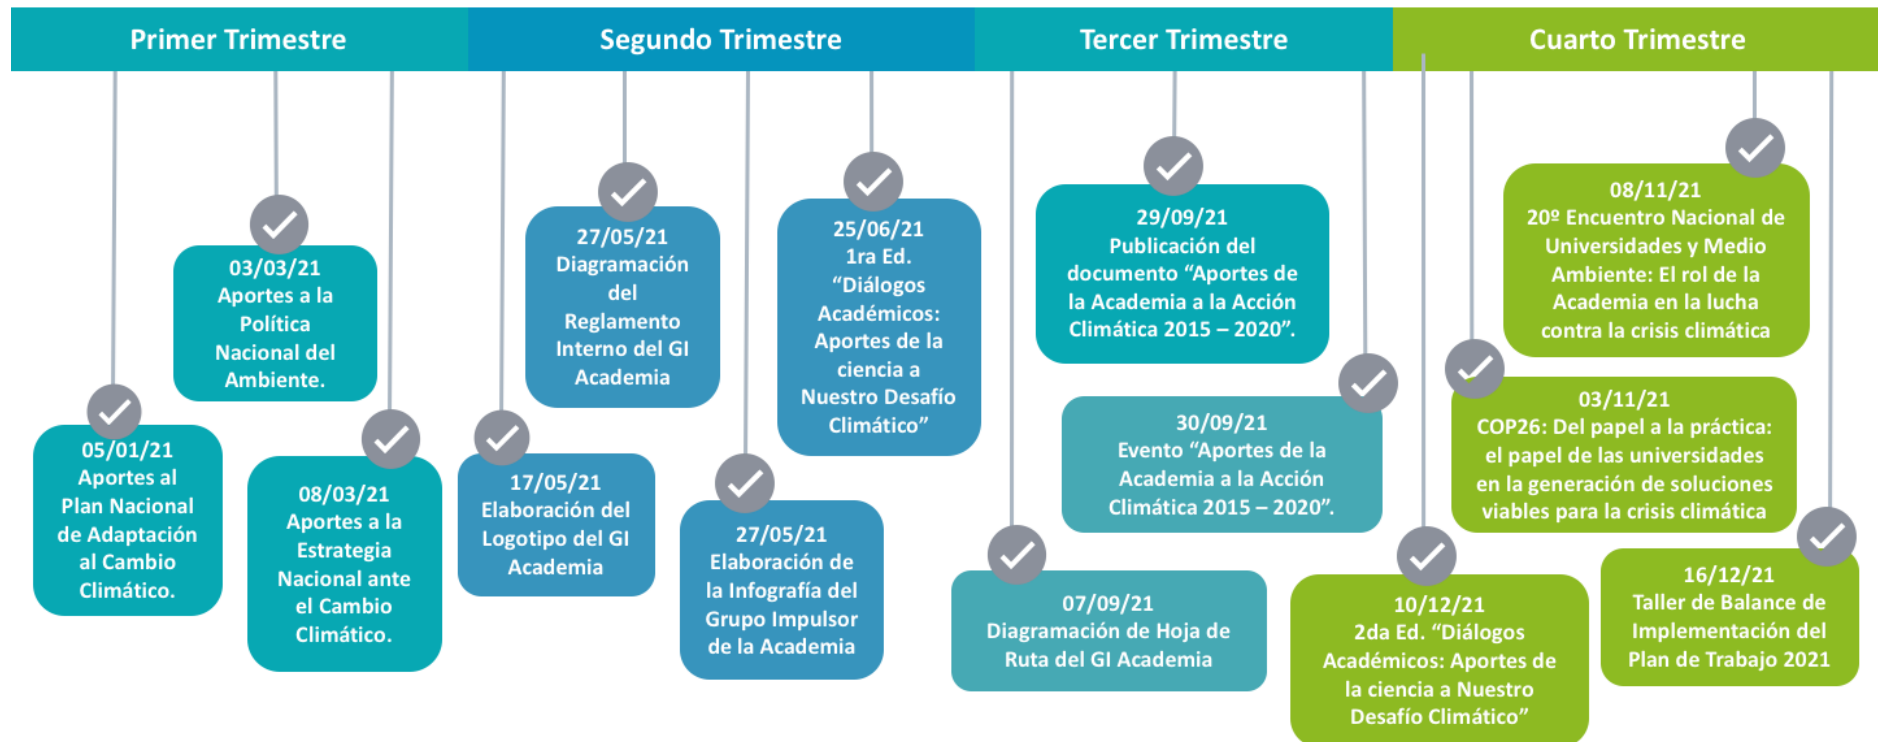 Primer Trimestre
Segundo Trimestre
Tercer Trimestre
Cuarto Trimestre
05/01/21
Aportes al
Plan Nacional
de Adaptación
al Cambio
Climático.
03/03/21
Aportes a la
Política
Nacional del
Ambiente.
08/03/21
Aportes a la
Estrategia
Nacional ante
el Cambio
Climático.
17/05/21
Elaboración del
Logotipo del GI
Academia
27/05/21
Diagramación
del
Reglamento
Interno del GI
Academia
27/05/21
Elaboración de
la Infografía del
Grupo Impulsor
de la Academia
25/06/21
1ra Ed.
“Diálogos
Académicos:
Aportes de la
ciencia a
Nuestro Desafío
Climático”
07/09/21
Diagramación de Hoja de
Ruta del GI Academia
29/09/21
Publicación del
documento “Aportes de
la Academia a la Acción
Climática 2015 – 2020”.
30/09/21
Evento “Aportes de la
Academia a la Acción
Climática 2015 – 2020”.
10/12/21
2da Ed. “Diálogos
Académicos: Aportes de
la ciencia a Nuestro
Desafío Climático”
03/11/21
COP26: Del papel a la práctica:
el papel de las universidades
en la generación de soluciones
viables para la crisis climática
08/11/21
20º Encuentro Nacional de
Universidades y Medio
Ambiente: El rol de la
Academia en la lucha
contra la crisis climática
16/12/21
Taller de Balance de
Implementación del
Plan de Trabajo 2021